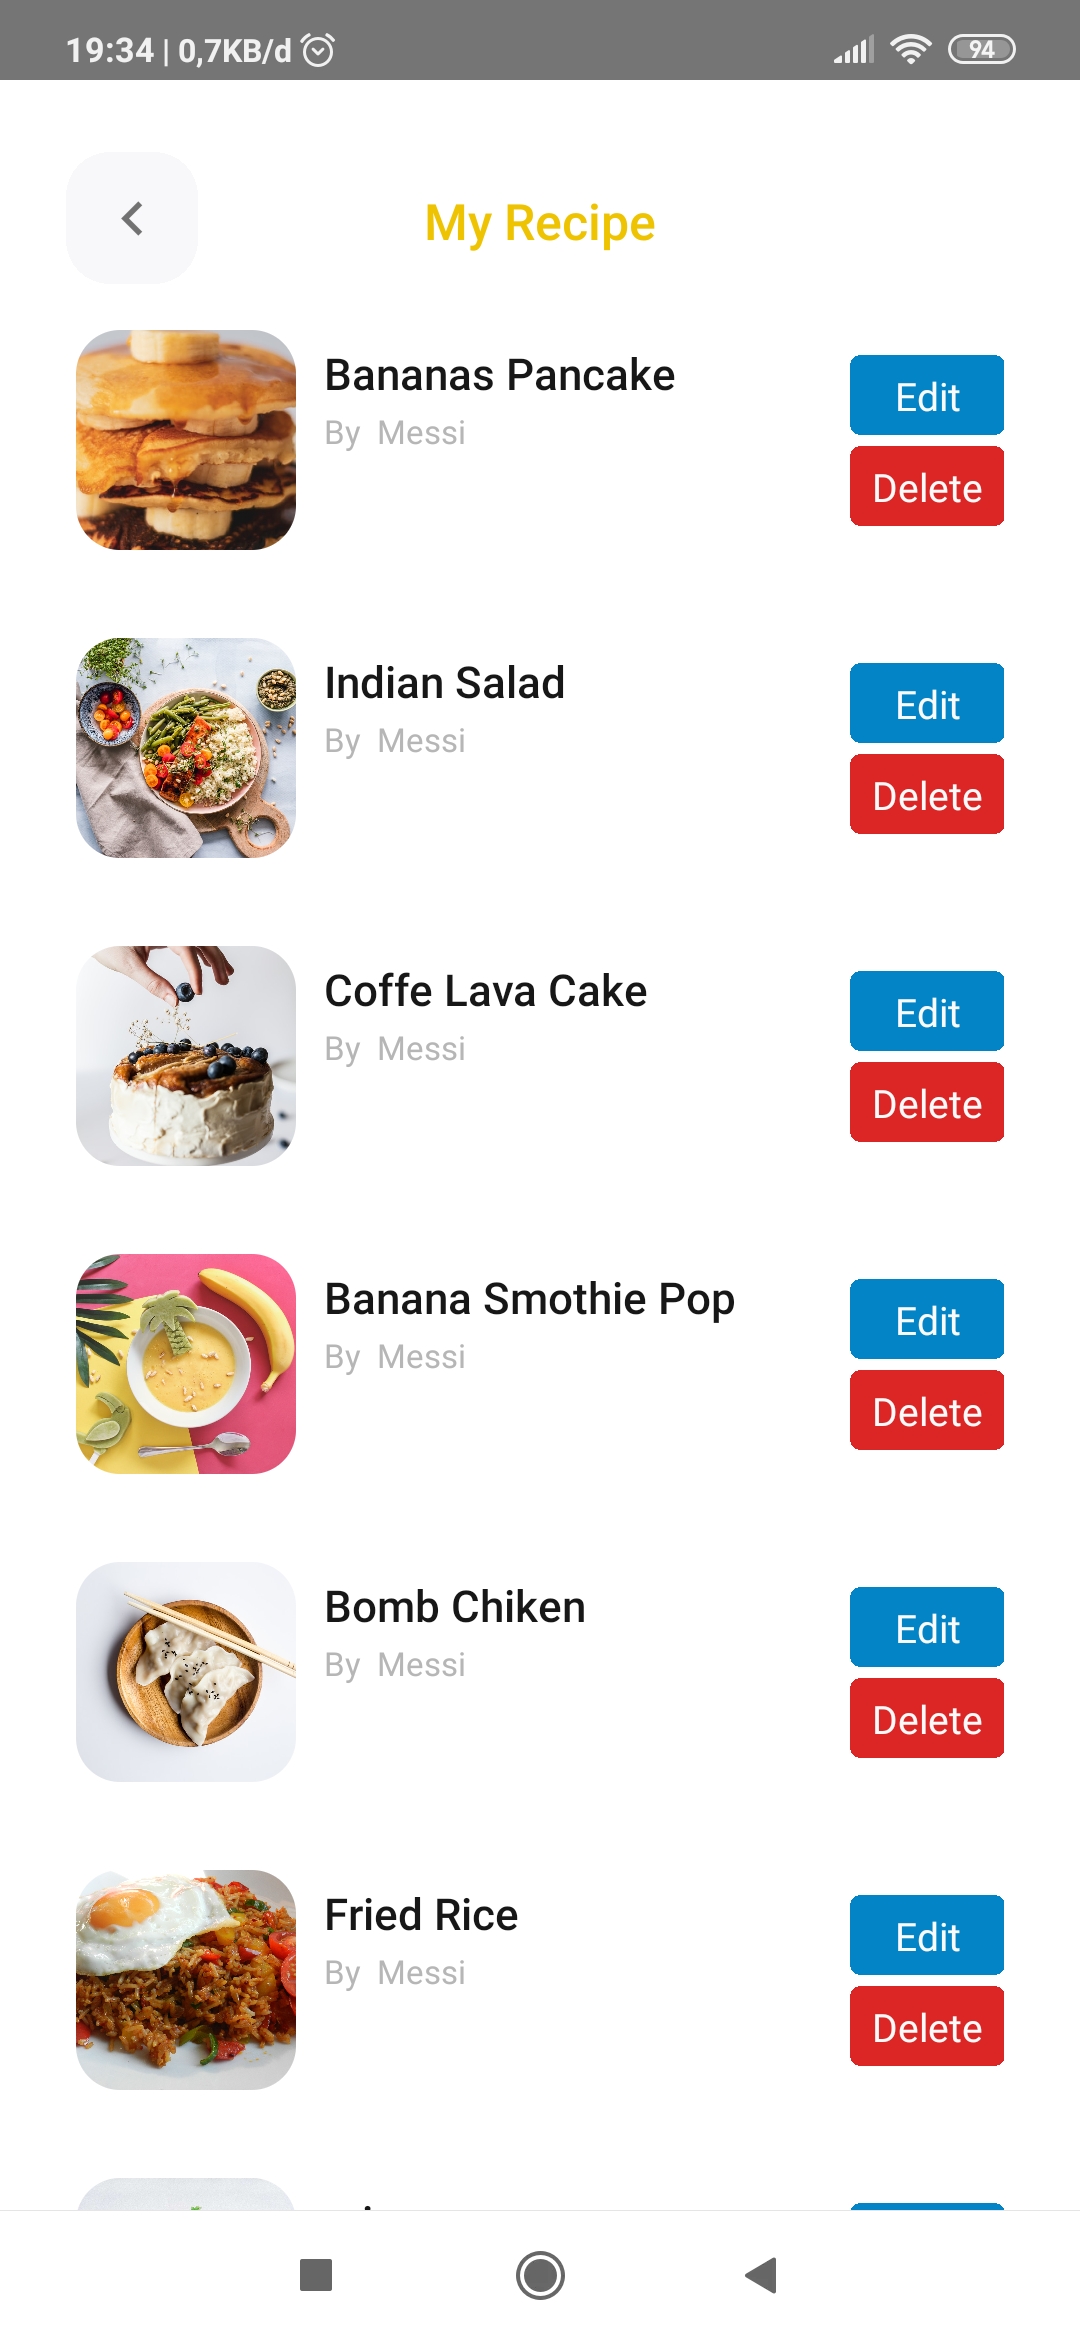 19:34 | 0,7KB/d
94
My Recipe
Bananas Pancake
By Messi
Edit
Delete
Indian Salad
By Messi
Edit
Delete
Coffe Lava Cake
By Messi
Edit
Delete
Banana Smothie Pop
By Messi
Edit
Delete
Bomb Chiken
By Messi
Edit
Delete
Fried Rice
By Messi
Edit
Delete